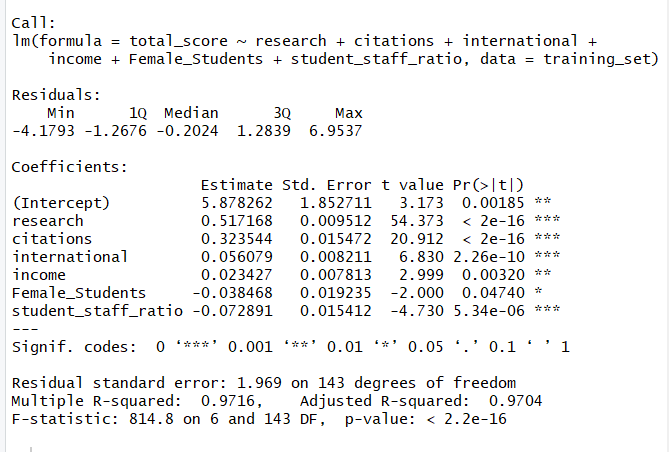 Call:
lm(formula = total_score ~ research + citations + international +
    income + Female_Students + student_staff_ratio, data = training_set)

Residuals:
    Min      1Q  Median      3Q     Max
-4.1793 -1.2676 -0.2024  1.2839  6.9537

Coefficients:
                     Estimate Std. Error t value Pr(>|t|)
(Intercept)          5.878262   1.852711   3.173  0.00185 **
research             0.517168   0.009512  54.373  < 2e-16 ***
citations            0.323544   0.015472  20.912  < 2e-16 ***
international        0.056079   0.008211   6.830 2.26e-10 ***
income               0.023427   0.007813   2.999  0.00320 **
Female_Students     -0.038468   0.019235  -2.000  0.04740 *
student_staff_ratio -0.072891   0.015412  -4.730 5.34e-06 ***
---
Signif. codes:  0 ‘***’ 0.001 ‘**’ 0.01 ‘*’ 0.05 ‘.’ 0.1 ‘ ’ 1

Residual standard error: 1.969 on 143 degrees of freedom
Multiple R-squared:  0.9716,    Adjusted R-squared:  0.9704
F-statistic: 814.8 on 6 and 143 DF,  p-value: < 2.2e-16